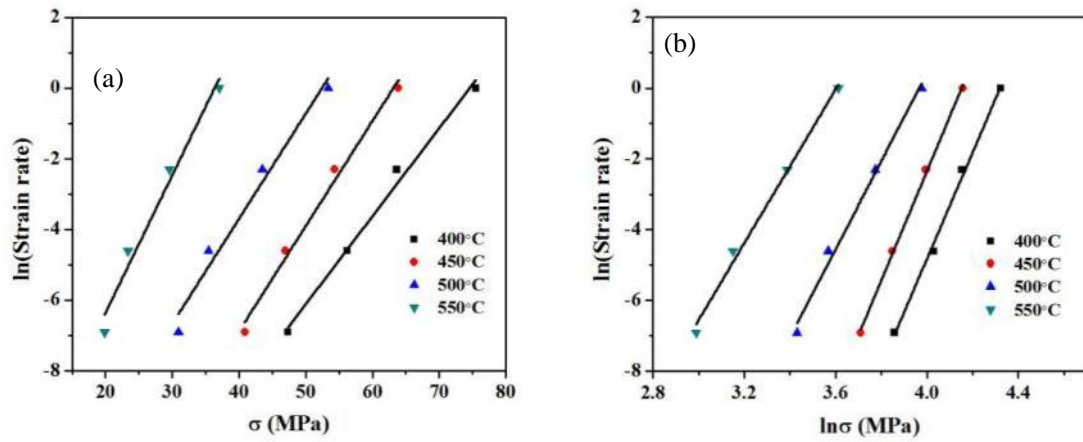 (a)
ln(Strain rate)
2
0
-2
-4
-6
-8
400°C
450°C
500°C
550°C
20 30 40 50 60 70 80
σ (MPa)
(b)
ln(Strain rate)
2
0
-2
-4
-6
-8
400°C
450°C
500°C
550°C
2.8 3.2 3.6 4.0 4.4
lnσ (MPa)